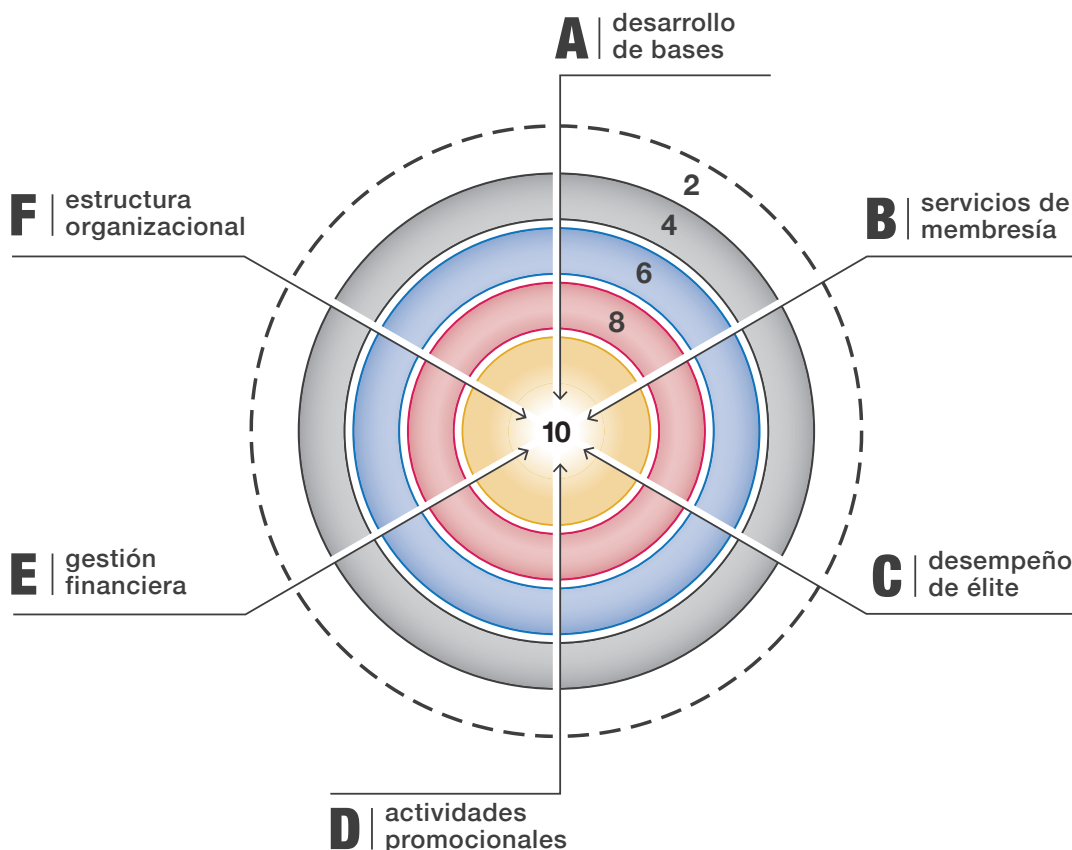 A desarrollo
de bases
F estructura
organizacional
B servicios de
membresía
2
4
6
8
10
E gestión
financiera
C desempeño
de élite
D actividades
promocionales